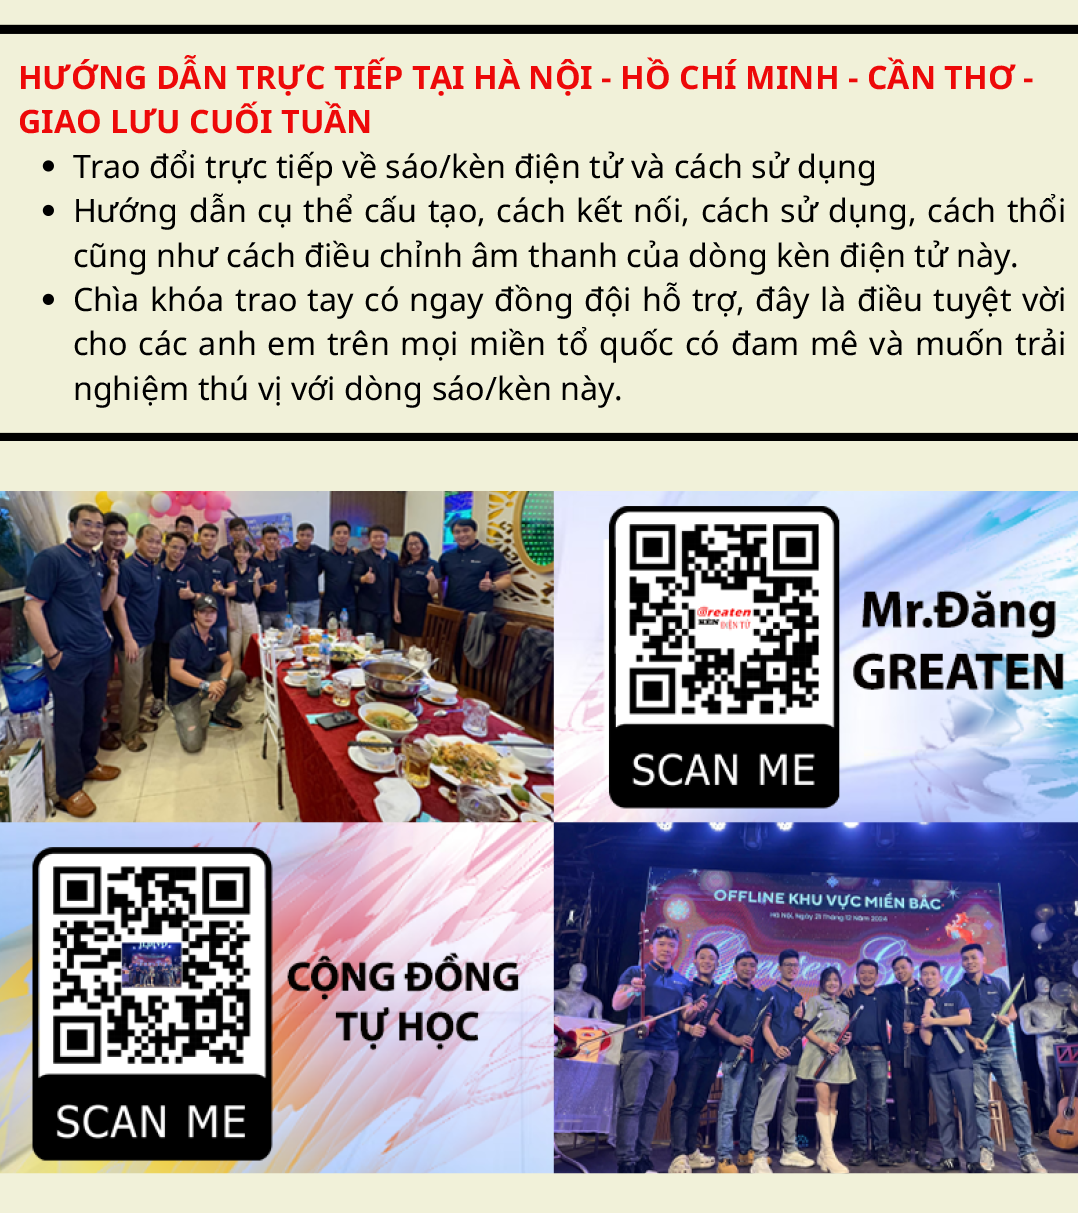 HƯỚNG DẪN TRỰC TIẾP TẠI HÀ NỘI - HỒ CHÍ MINH - CẦN THƠ -
GIAO LƯU CUỐI TUẦN
Trao đổi trực tiếp về sáo/kèn điện tử và cách sử dụng
Hướng dẫn cụ thể cấu tạo, cách kết nối, cách sử dụng, cách thổi
cũng như cách điều chỉnh âm thanh của dòng kèn điện tử này.
Chìa khóa trao tay có ngay đồng đội hỗ trợ, đây là điều tuyệt vời
cho các anh em trên mọi miền tổ quốc có đam mê và muốn trải
nghiệm thú vị với dòng sáo/kèn này.
@reaten
KÈN ĐIỆN TỬ
SCAN ME
Mr.Đăng
GREATEN
SCAN ME
CỘNG ĐỒNG
TỰ HỌC
OFFLINE KHU VỰC MIỀN BẮC
Hà Nội, Ngày 21 Tháng 12 Năm 2024
Greaten Group